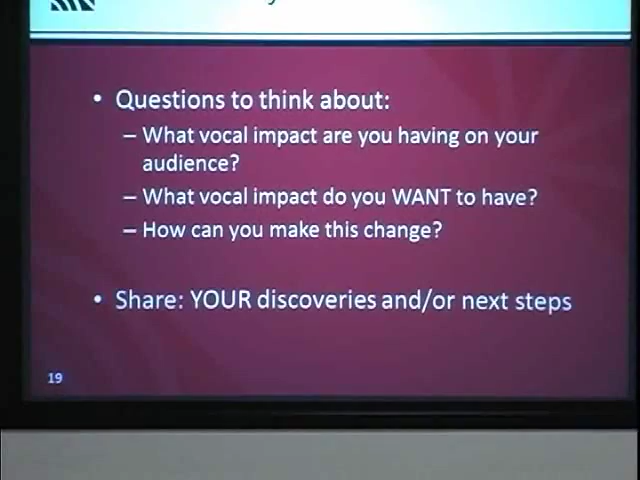 • Questions to think about:
– What vocal impact are you having on your
audience?
– What vocal impact do you WANT to have?
– How can you make this change?
• Share: YOUR discoveries and/or next steps
19